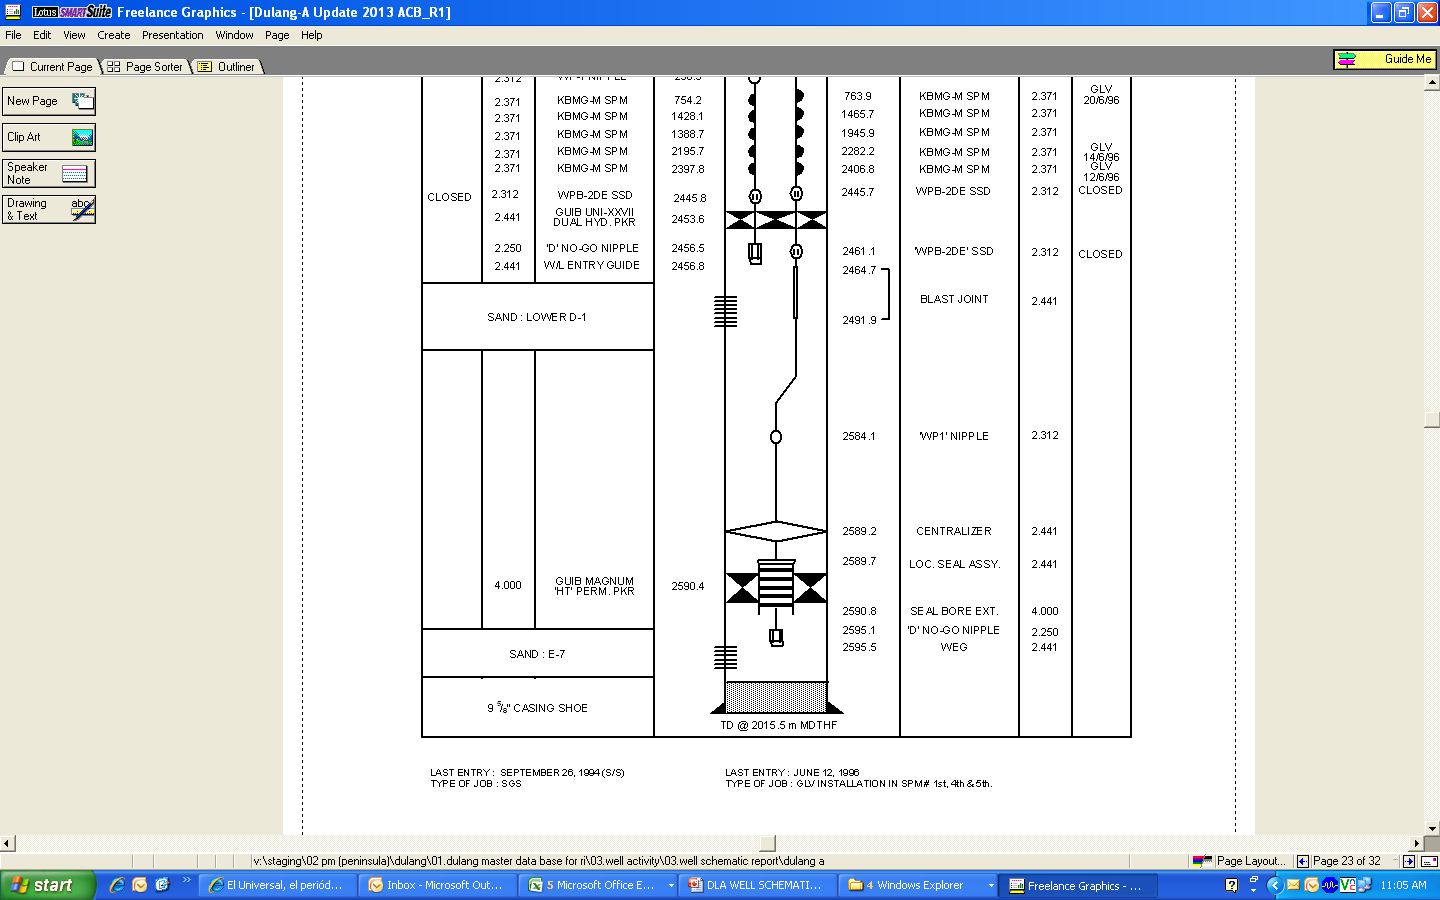 Lotus SMARTSuite Freelance Graphics - [Dulang-A Update 2013 ACB_R1]
File Edit View Create Presentation Window Page Help
Current Page Page Sorter Outliner Guide Me
New Page
Clip Art
Speaker Note
Drawing & Text abc
2.312 WP-1 NIPPLE
2.371 KBMG-M SPM 754.2 763.9 KBMG-M SPM 2.371 GLV 20/6/96
2.371 KBMG-M SPM 1428.1 1465.7 KBMG-M SPM 2.371
2.371 KBMG-M SPM 1388.7 1945.9 KBMG-M SPM 2.371
2.371 KBMG-M SPM 2195.7 2282.2 KBMG-M SPM 2.371 GLV 14/6/96
2.371 KBMG-M SPM 2397.8 2406.8 KBMG-M SPM 2.371 GLV 12/6/96
CLOSED 2.312 WPB-2DE SSD 2445.8 2445.7 WPB-2DE SSD 2.312 CLOSED
2.441 GUIB UNI-XXVII DUAL HYD. PKR 2453.6
2.250 'D' NO-GO NIPPLE 2456.5 2461.1 'WPB-2DE' SSD 2.312 CLOSED
2.441 W/L ENTRY GUIDE 2456.8 2464.7
BLAST JOINT 2.441
SAND : LOWER D-1 2491.9
2584.1 'WP1' NIPPLE 2.312
2589.2 CENTRALIZER 2.441
2589.7 LOC. SEAL ASSY. 2.441
4.000 GUIB MAGNUM 'HT' PERM. PKR 2590.4
2590.8 SEAL BORE EXT. 4.000
2595.1 'D' NO-GO NIPPLE 2.250
2595.5 WEG 2.441
SAND : E-7
9 5/8" CASING SHOE
TD @ 2015.5 m MDTHF
LAST ENTRY : SEPTEMBER 26, 1994 (S/S)
TYPE OF JOB : SGS
LAST ENTRY : JUNE 12, 1996
TYPE OF JOB : GLV INSTALLATION IN SPM# 1st, 4th & 5th.
v:\staging\02 pm (peninsula)\dulang\01.dulang master data base for ri\03.well activity\03.well schematic report\dulang a Page Layout... Page 23 of 32
start El Universal, el periód... Inbox - Microsoft Out... 5 Microsoft Office E... DLA WELL SCHEMATI... 4 Windows Explorer Freelance Graphics - ... 11:05 AM